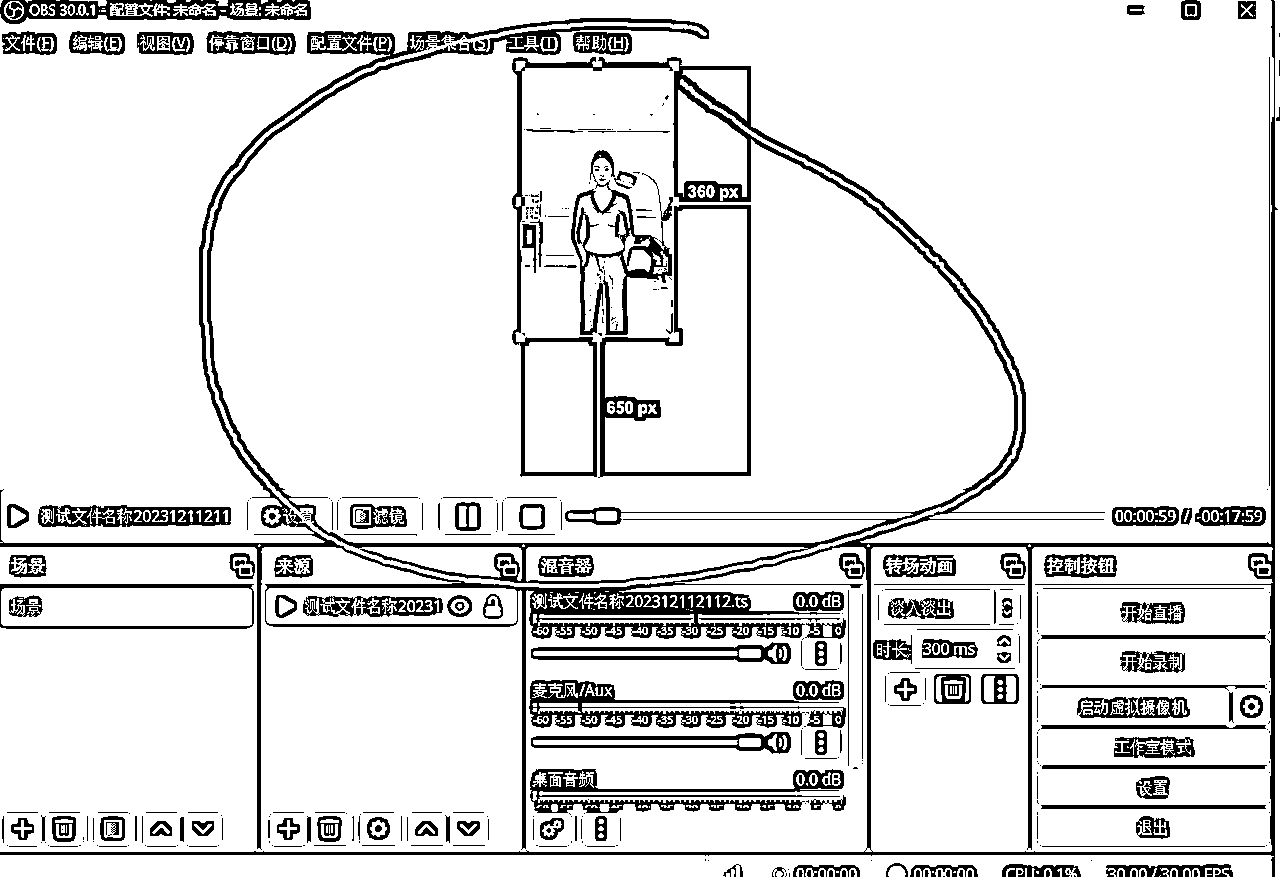 OBS 30.0.1 - 配置文件: 未命名 - 场景: 未命名
文件(F) 编辑(E) 视图(V) 停靠窗口(D) 配置文件(P) 场景集合(S) 工具(T) 帮助(H)
360 px
650 px
测试文件名称20231211211 设置 滤镜 00:00:59 / -00:17:59
场景 来源 混音器 转场动画 控制按钮
场景
测试文件名称20231
测试文件名称202312112112.ts 0.0 dB
-60 -55 -50 -45 -40 -35 -30 -25 -20 -15 -10 -5 0
麦克风/Aux 0.0 dB
-60 -55 -50 -45 -40 -35 -30 -25 -20 -15 -10 -5 0
桌面音频 0.0 dB
淡入淡出
时长 300 ms
开始直播
开始录制
启动虚拟摄像机
工作室模式
设置
退出
00:00:00 00:00:00 CPU: 0.1% 30.00 / 30.00 FPS